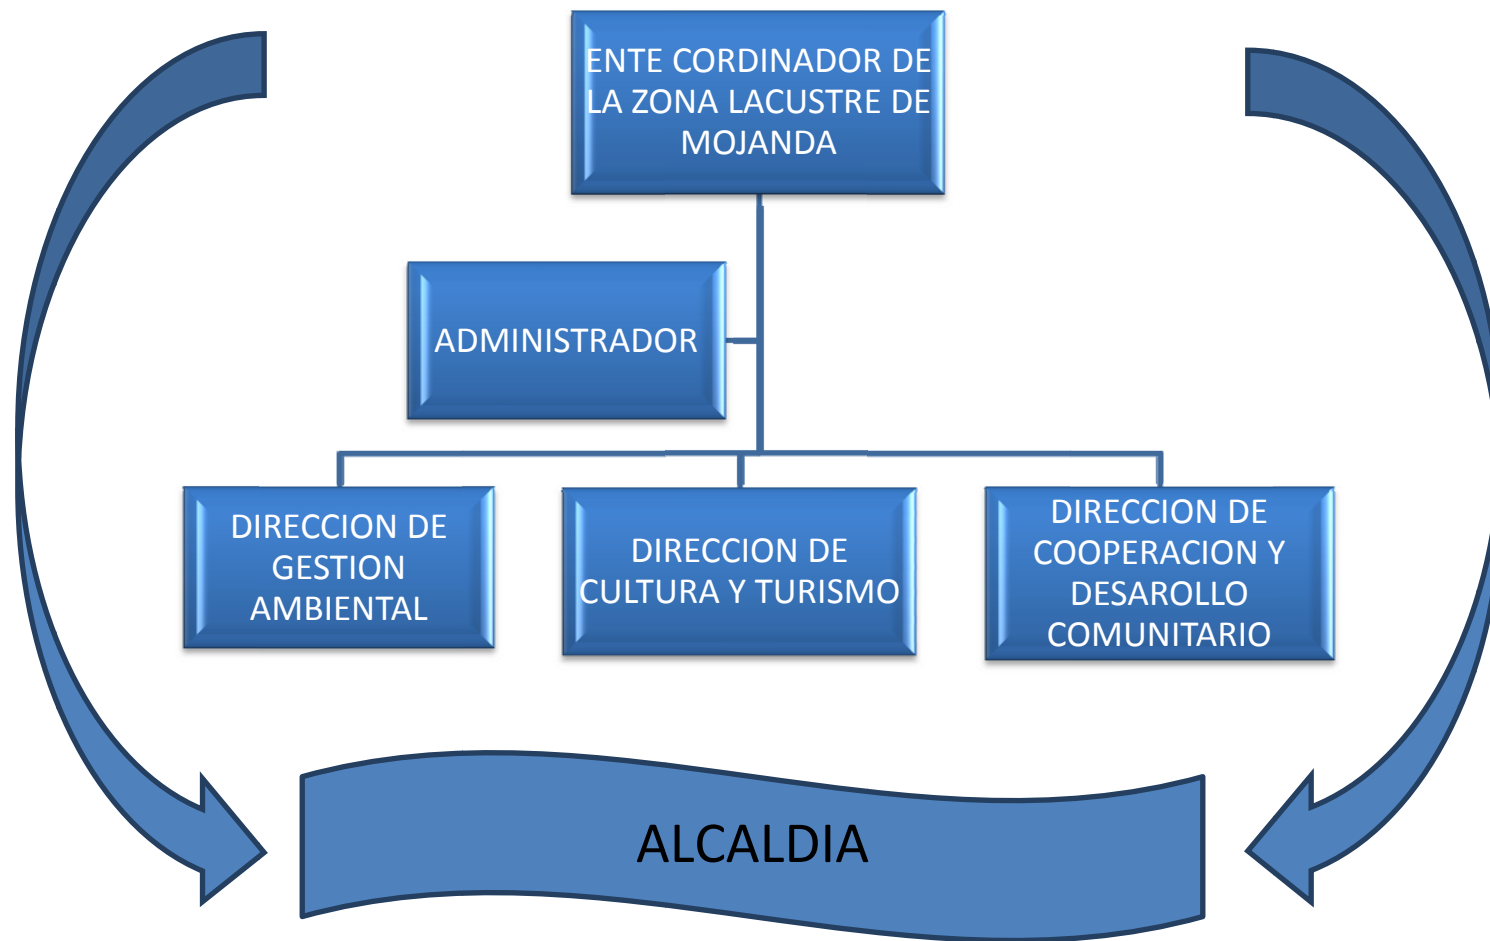 ENTE CORDINADOR DE
LA ZONA LACUSTRE DE
MOJANDA
ADMINISTRADOR
DIRECCION DE
GESTION
AMBIENTAL
DIRECCION DE
CULTURA Y TURISMO
DIRECCION DE
COOPERACION Y
DESAROLLO
COMUNITARIO
ALCALDIA